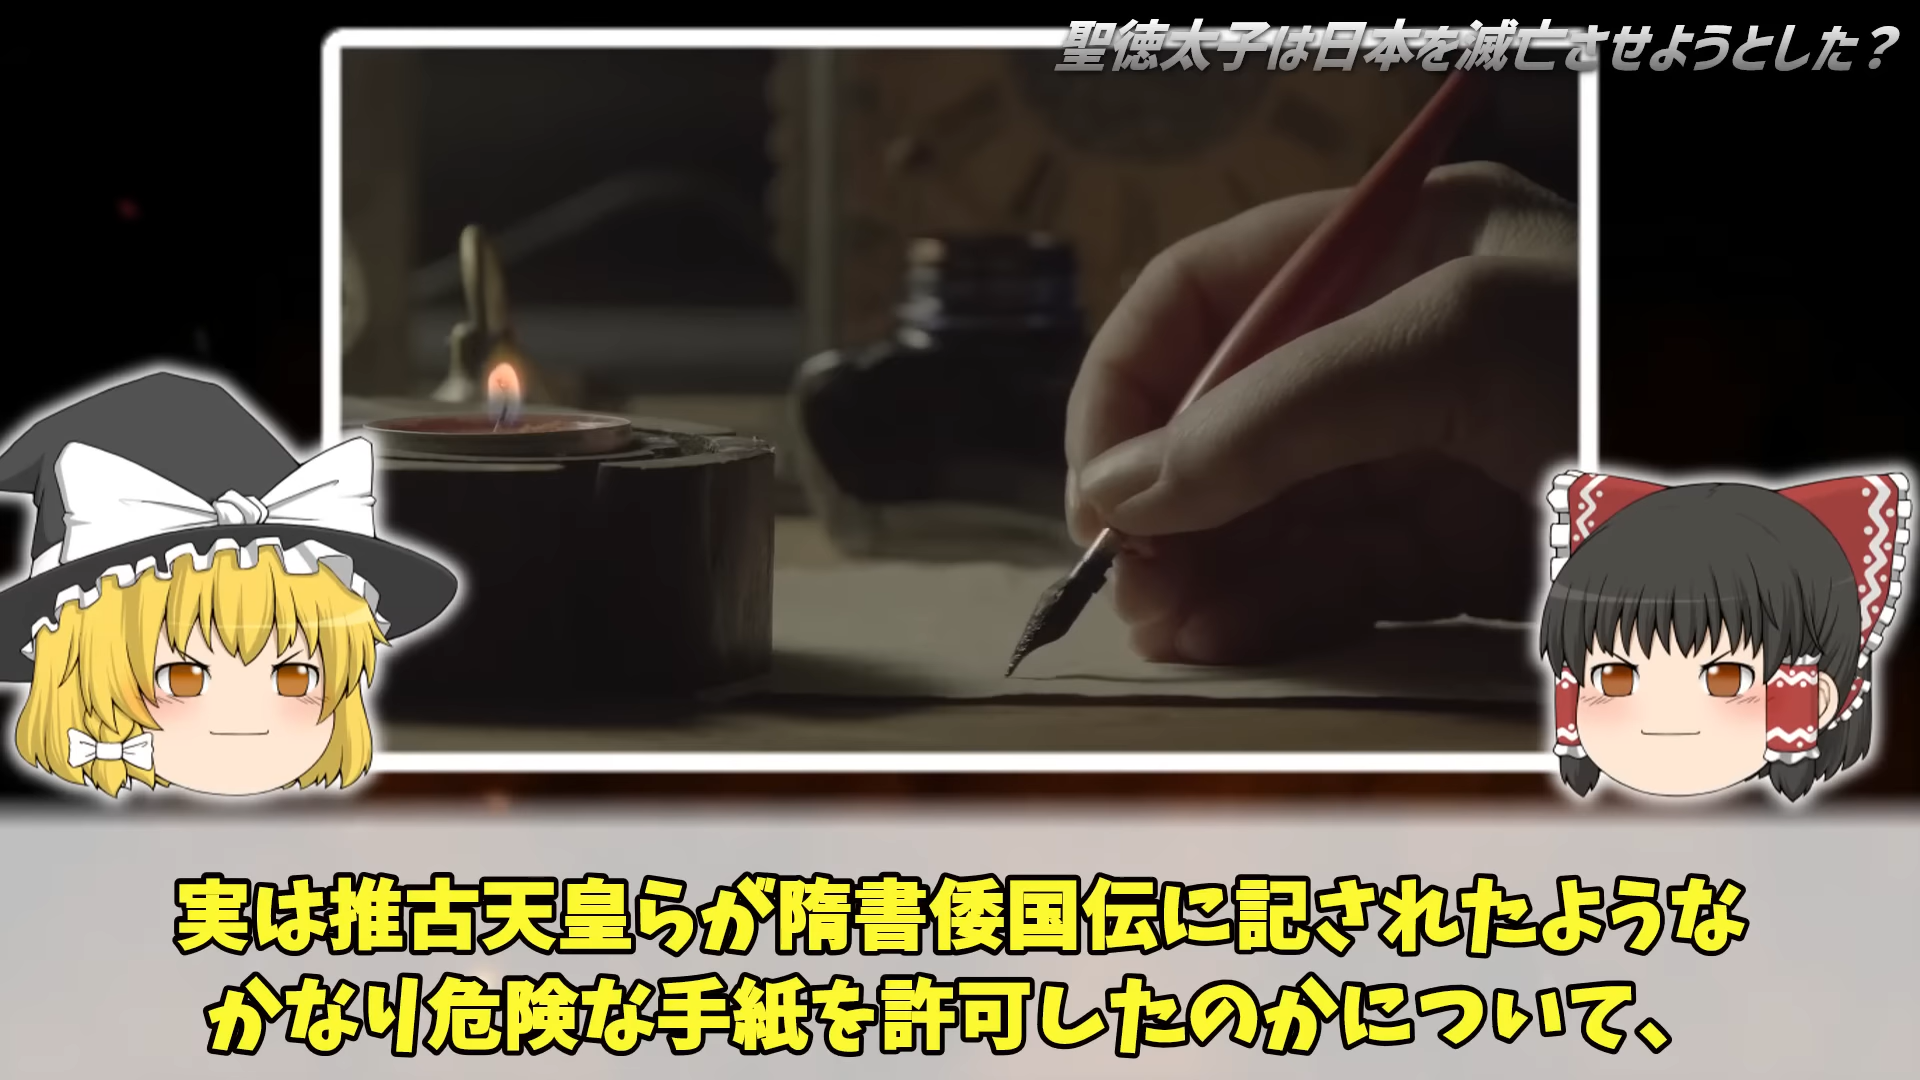 聖徳太子は日本を滅亡させようとした？
実は推古天皇らが隋書倭国伝に記されたような
かなり危険な手紙を許可したのかについて、